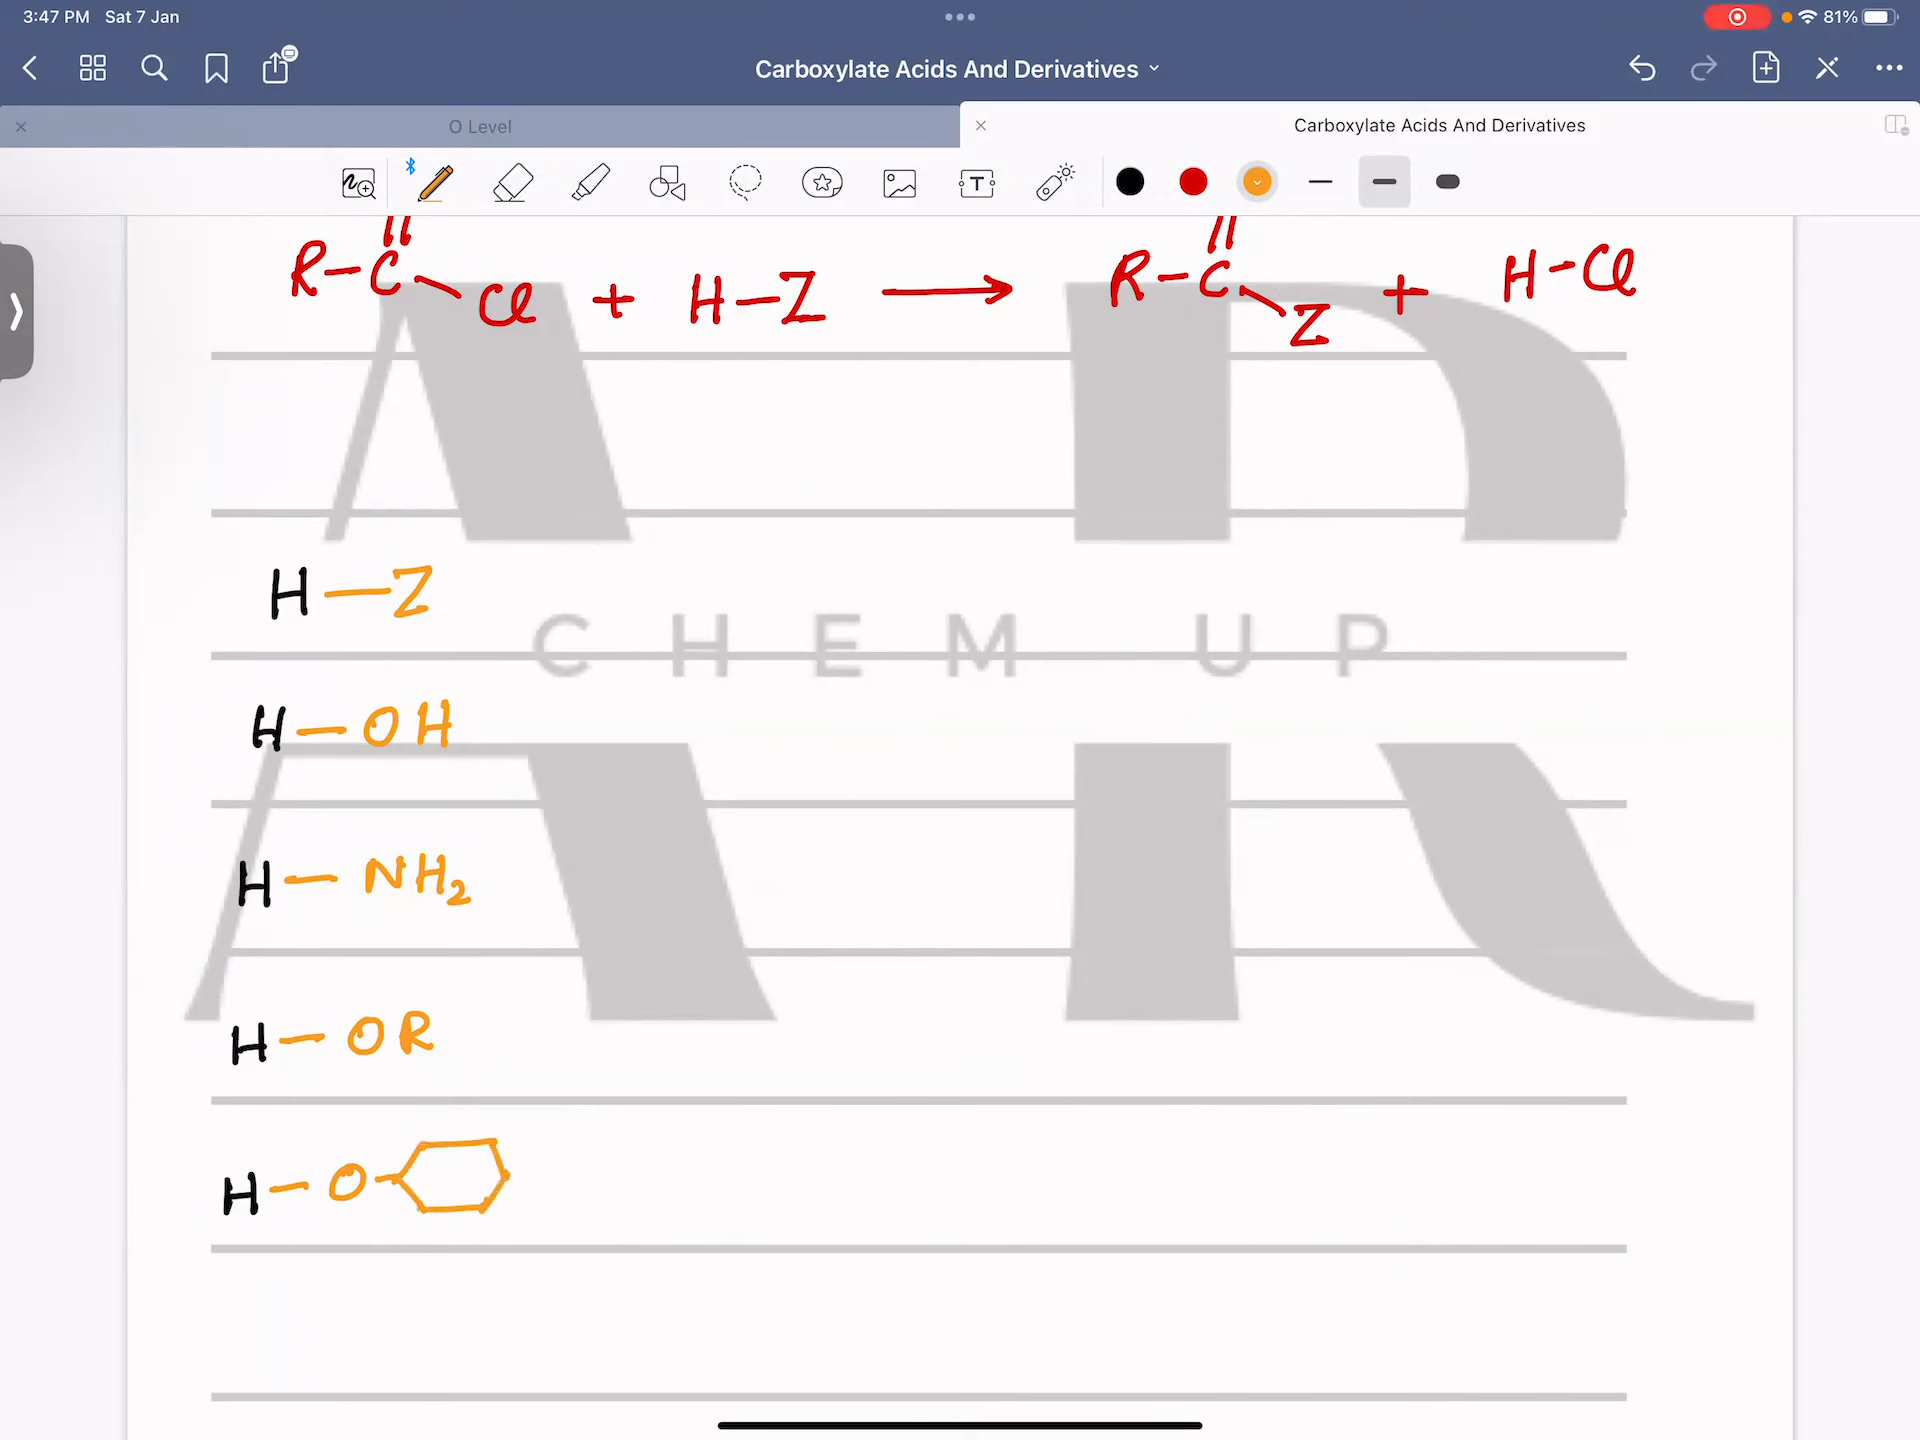 3:47 PM Sat 7 Jan
81%
Carboxylate Acids And Derivatives
O Level
Carboxylate Acids And Derivatives
T
R-C-Cl + H-Z → R-C-Z + H-Cl
H-Z
CHEM UP
H-OH
H-NH₂
H-OR
H-O-